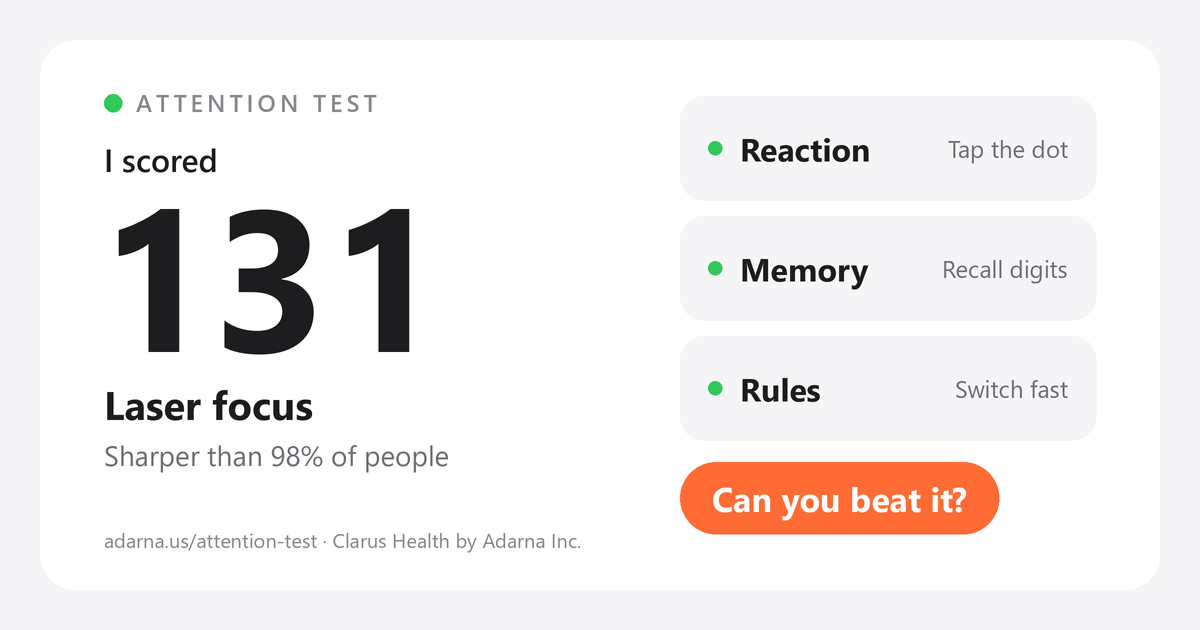 ATTENTION TEST
I scored
131
Laser focus
Sharper than 98% of people
adarna.us/attention-test · Clarus Health by Adarna Inc.
Reaction Tap the dot
Memory Recall digits
Rules Switch fast
Can you beat it?